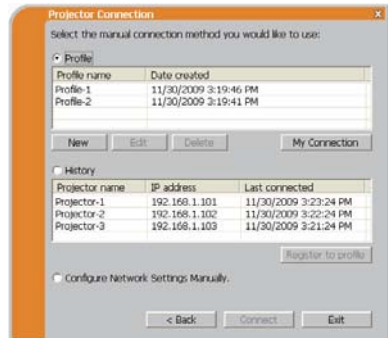 Projector Connection x
Select the manual connection method you would like to use:
Profile
Profile name Date created
Profile-1 11/30/2009 3:19:46 PM
Profile-2 11/30/2009 3:19:41 PM
New Edit Delete My Connection
History
Projector name IP address Last connected
Projector-1 192.168.1.101 11/30/2009 3:23:24 PM
Projector-2 192.168.1.102 11/30/2009 3:22:24 PM
Projector-3 192.168.1.103 11/30/2009 3:21:24 PM
Register to profile
Configure Network Settings Manually.
< Back Connect Exit